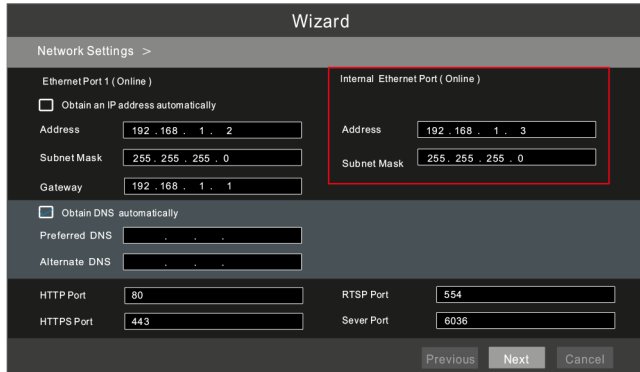 Wizard
Network Settings >
Ethernet Port 1 ( Online )
Internal Ethernet Port ( Online )
Obtain an IP address automatically
Address 192 . 168 . 1 . 2
Address 192 . 168 . 1 . 3
Subnet Mask 255 . 255 . 255 . 0
Subnet Mask 255 . 255 . 255 . 0
Gateway 192 . 168 . 1 . 1
Obtain DNS automatically
Preferred DNS . . .
Alternate DNS . . .
HTTP Port 80
RTSP Port 554
HTTPS Port 443
Sever Port 6036
Previous Next Cancel